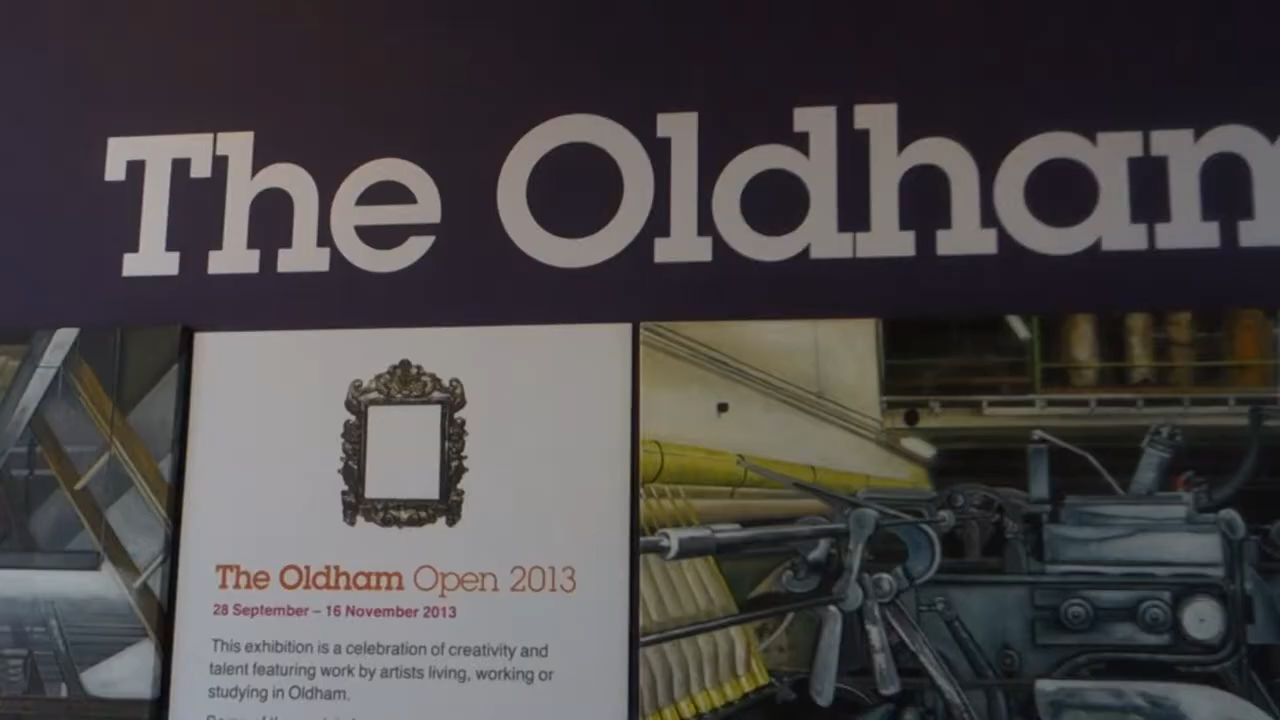 The Oldham
The Oldham Open 2013
28 September – 16 November 2013
This exhibition is a celebration of creativity and
talent featuring work by artists living, working or
studying in Oldham.